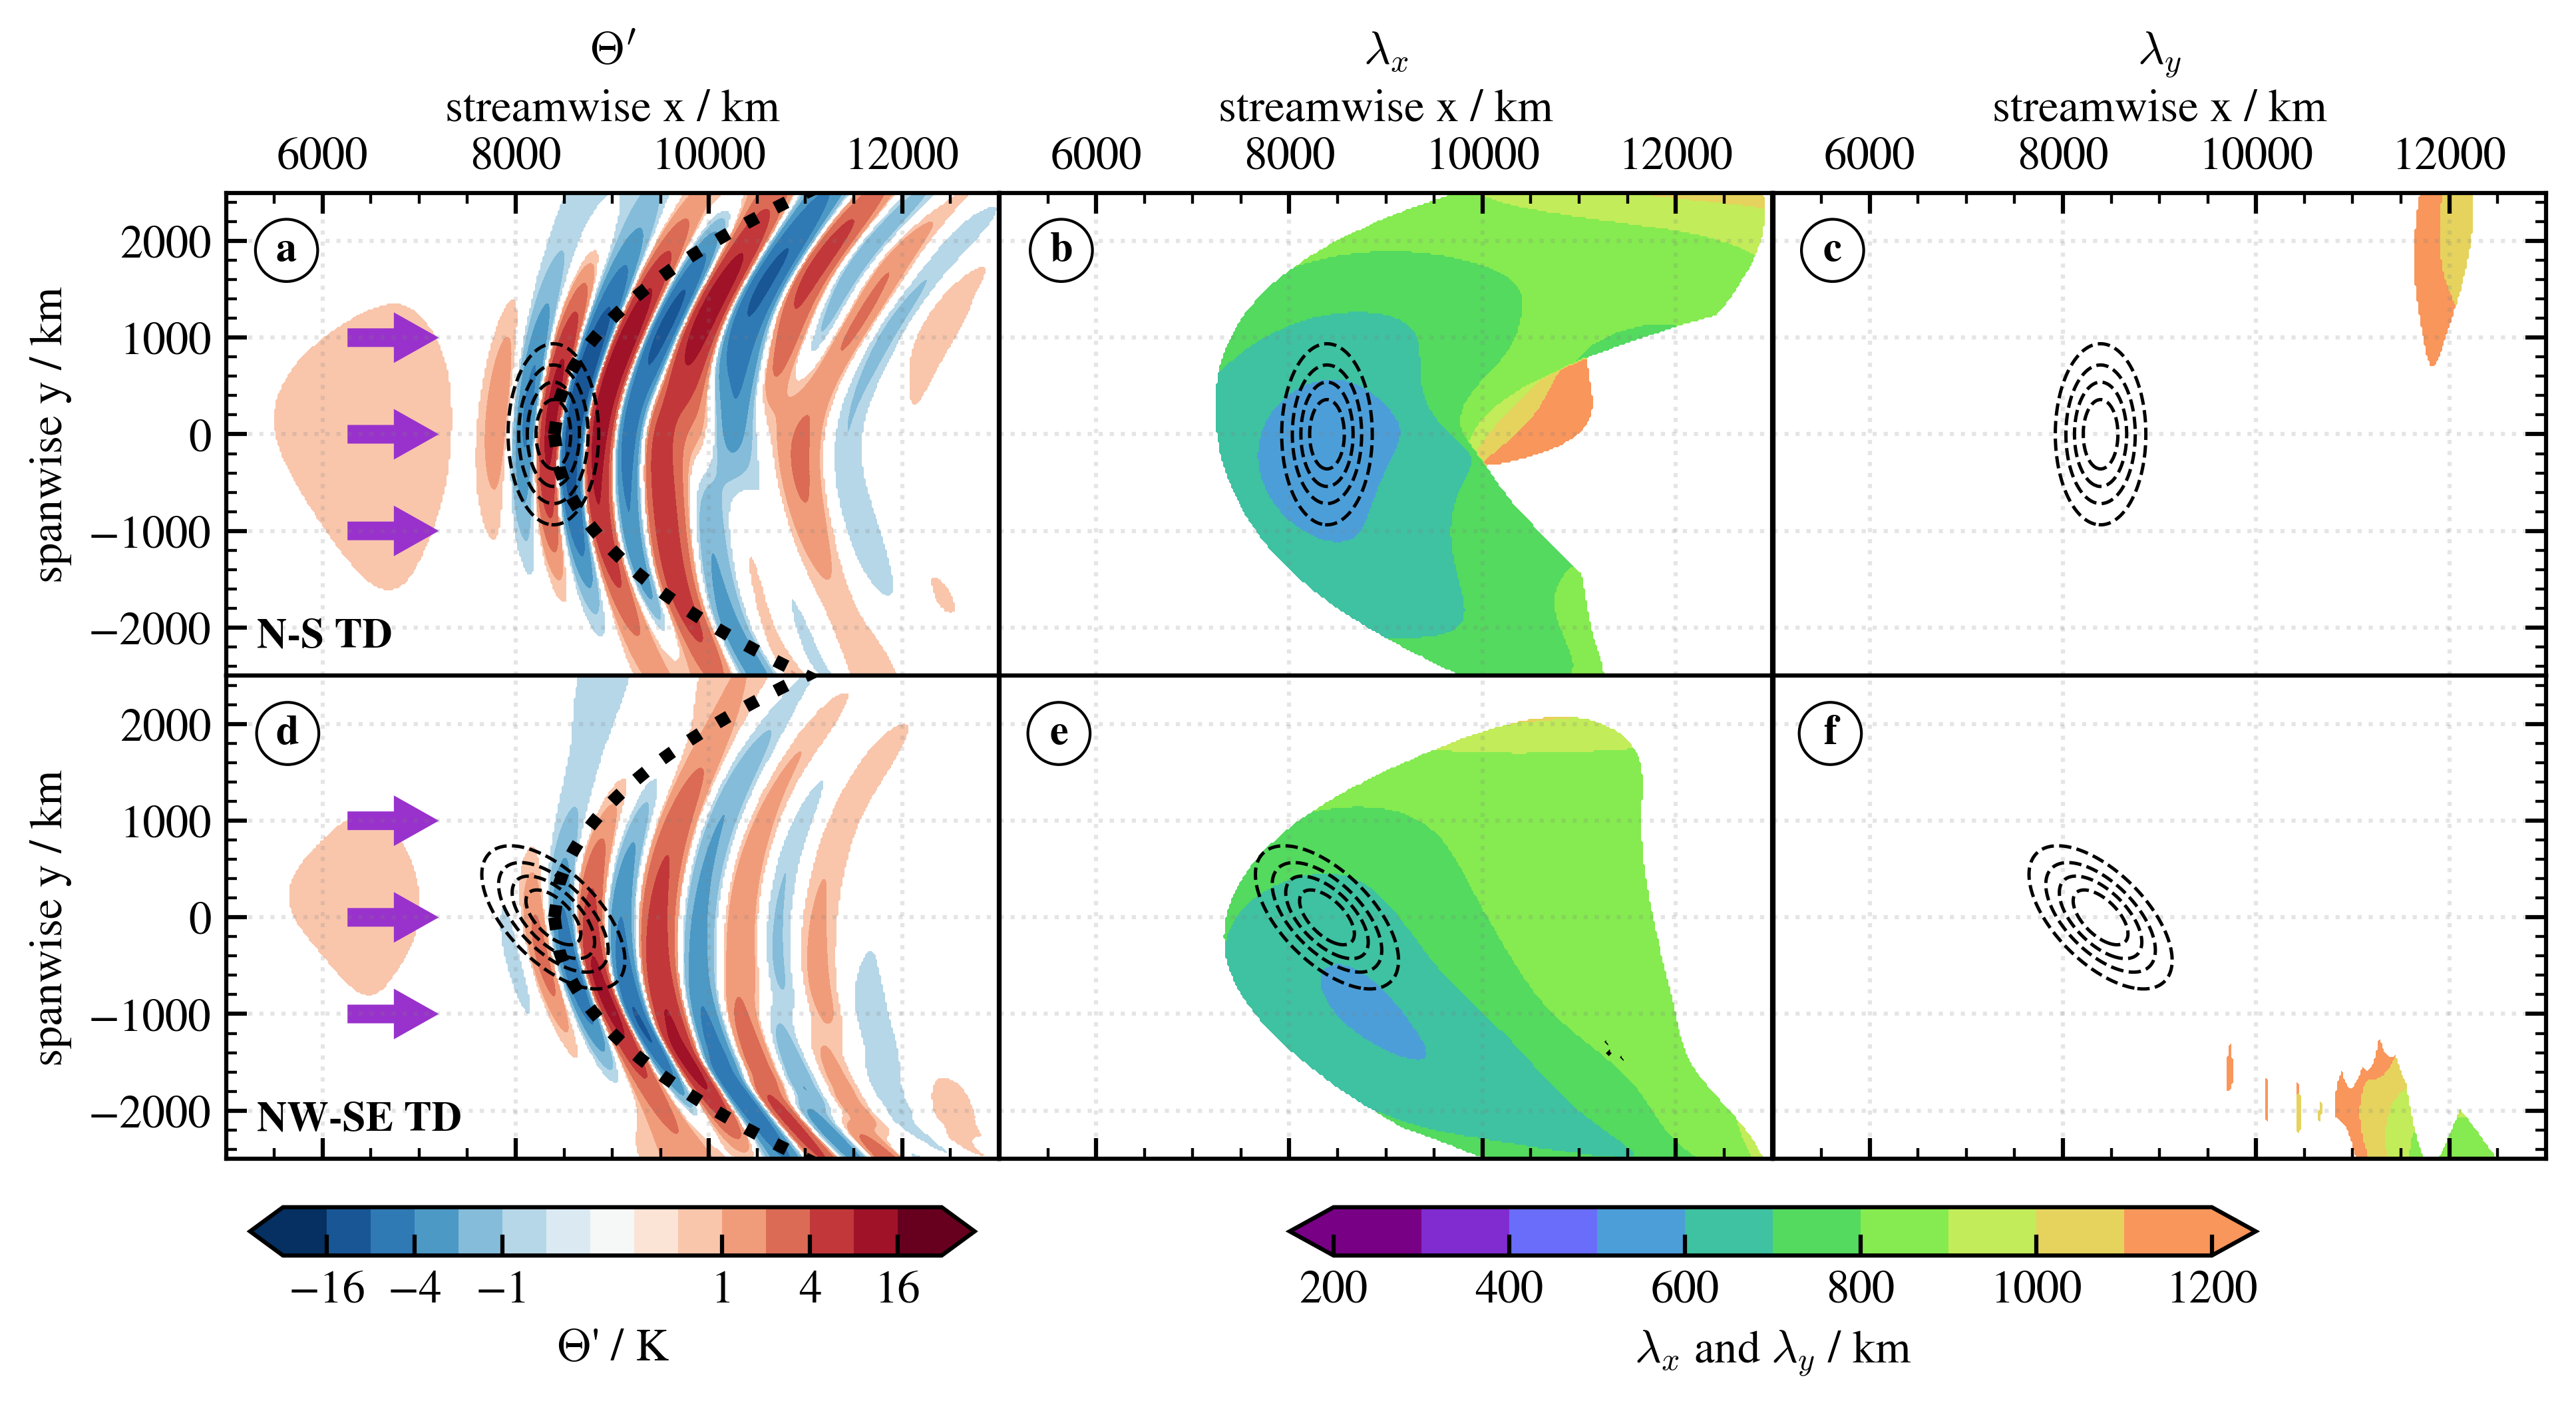 Θ′ λx λy
streamwise x / km streamwise x / km streamwise x / km
6000 8000 10000 12000 6000 8000 10000 12000 6000 8000 10000 12000
spanwise y / km
2000
1000
0
−1000
−2000
a b c
N-S TD
spanwise y / km
2000
1000
0
−1000
−2000
d e f
NW-SE TD
−16 −4 −1 1 4 16
Θ' / K
200 400 600 800 1000 1200
λx and λy / km